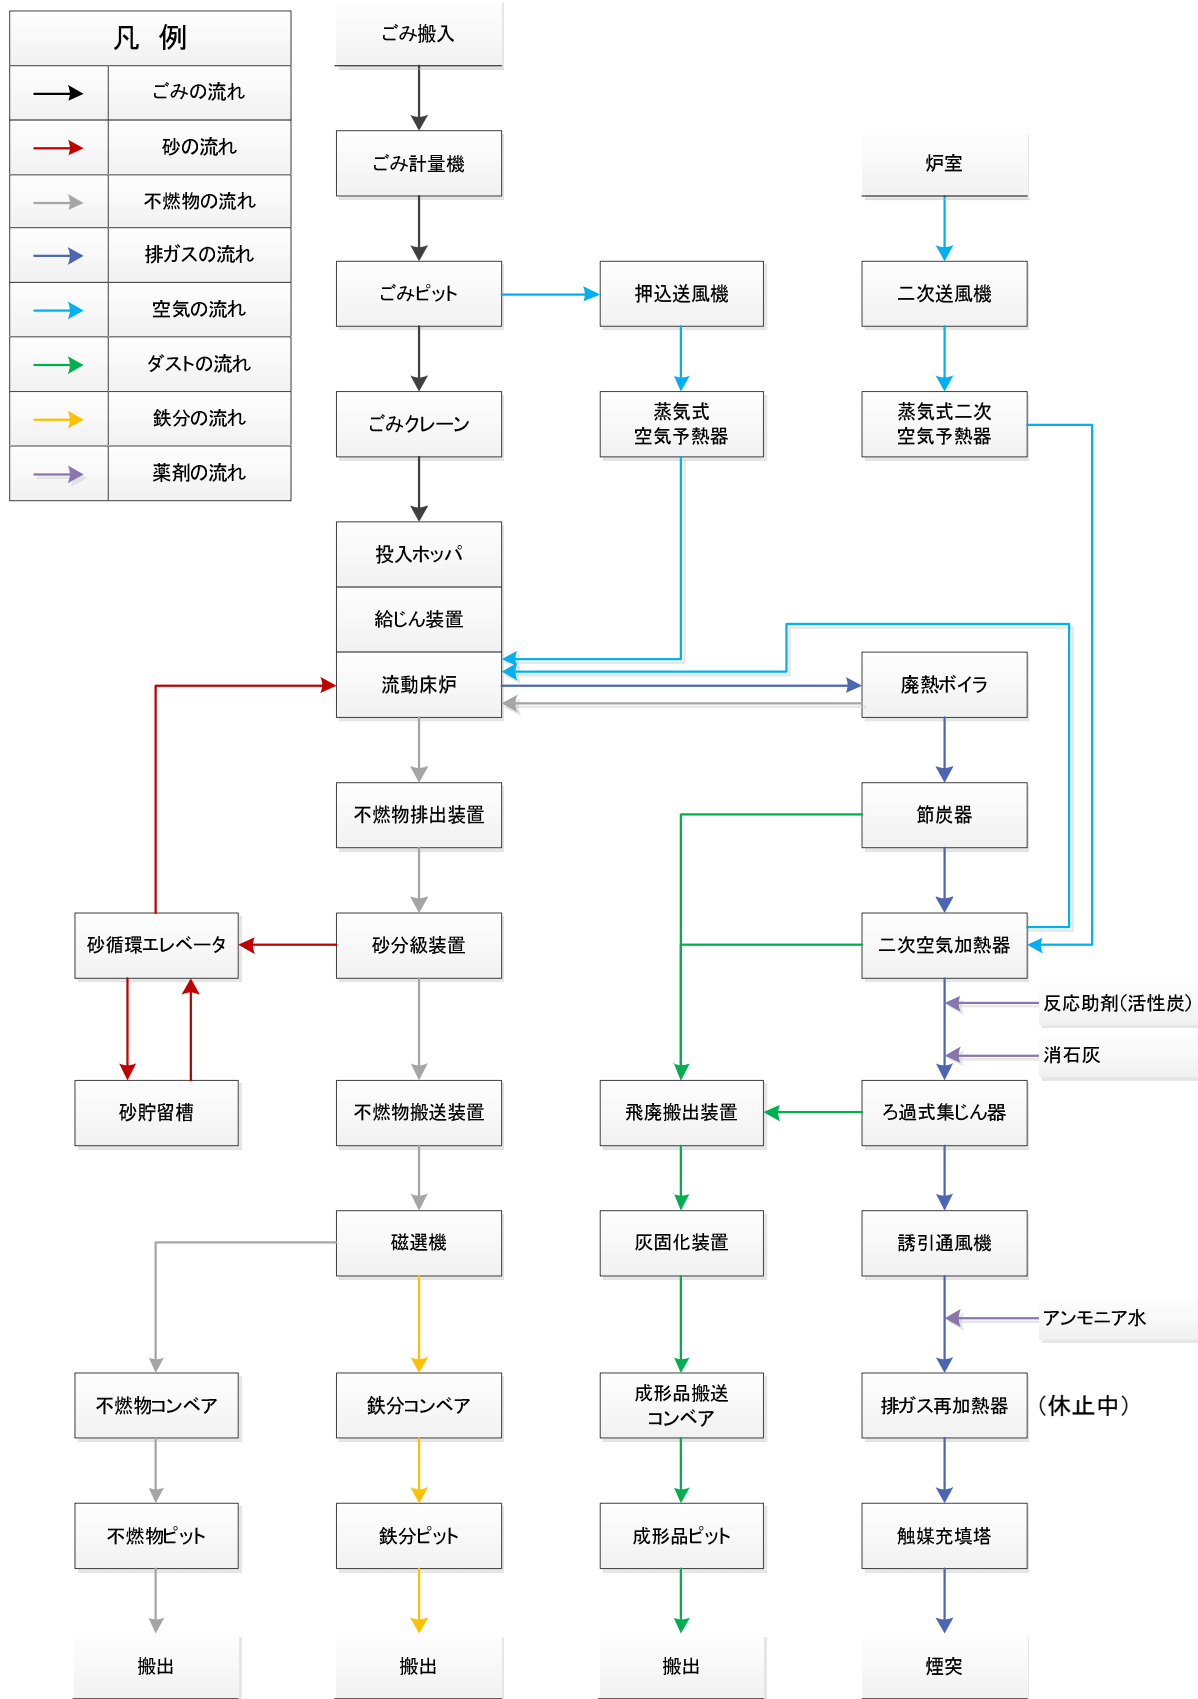 凡 例
ごみの流れ
砂の流れ
不燃物の流れ
排ガスの流れ
空気の流れ
ダストの流れ
鉄分の流れ
薬剤の流れ
ごみ搬入
ごみ計量機
炉室
ごみピット
押込送風機
二次送風機
ごみクレーン
蒸気式
空気予熱器
蒸気式二次
空気予熱器
投入ホッパ
給じん装置
流動床炉
廃熱ボイラ
不燃物排出装置
節炭器
砂循環エレベータ
砂分級装置
二次空気加熱器
反応助剤(活性炭)
消石灰
砂貯留槽
不燃物搬送装置
飛廃搬出装置
ろ過式集じん器
磁選機
灰固化装置
誘引通風機
アンモニア水
不燃物コンベア
鉄分コンベア
成形品搬送
コンベア
排ガス再加熱器
(休止中)
不燃物ピット
鉄分ピット
成形品ピット
触媒充填塔
搬出
搬出
搬出
煙突